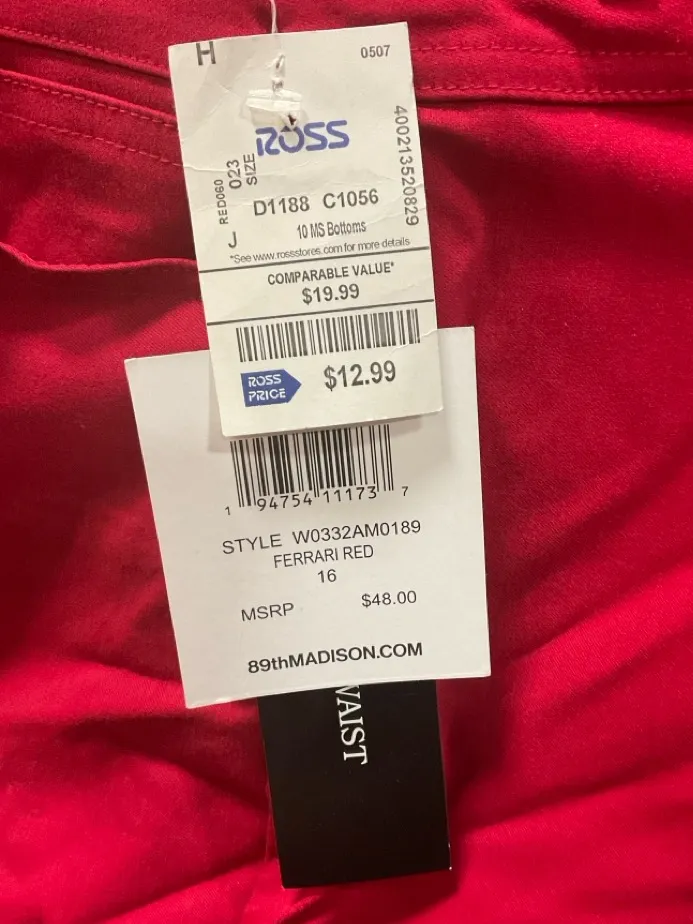 H
0507
ROSS
RED060
023
SIZE
400213520829
D1188 C1056
J
10 MS Bottoms
*See www.rossstores.com for more details
COMPARABLE VALUE*
$19.99
ROSS
PRICE
$12.99
1 94754 11173 7
STYLE W0332AM0189
FERRARI RED
16
MSRP $48.00
89thMADISON.COM